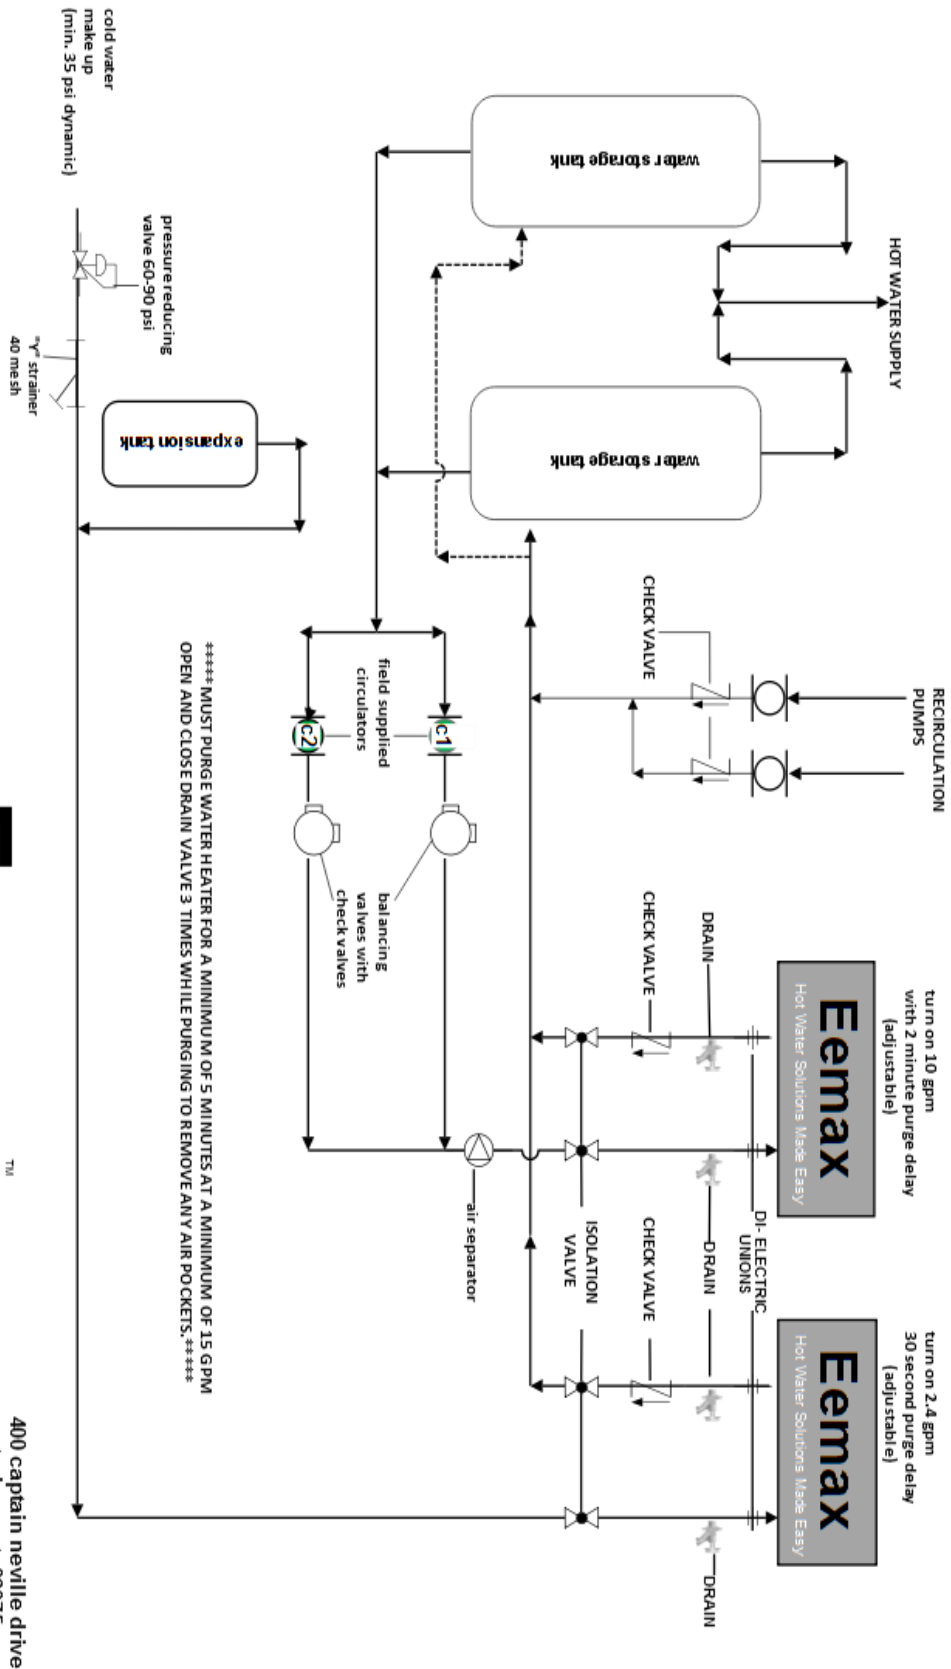 cold water
make up
(min. 35 psi dynamic)
pressure reducing
valve 60-90 psi
"Y" strainer
40 mesh
expansion tank
water storage tank
water storage tank
HOT WATER SUPPLY
RECIRCULATION
PUMPS
CHECK VALVE
field supplied
circulators
c1
c2
balancing
valves with
check valves
*****MUST PURGE WATER HEATER FOR A MINIMUM OF 5 MINUTES AT A MINIMUM OF 15 GPM
OPEN AND CLOSE DRAIN VALVE 3 TIMES WHILE PURGING TO REMOVE ANY AIR POCKETS.*****
turn on 10 gpm
with 2 minute purge delay
(adjustable)
Eemax
Hot Water Solutions Made Easy
DRAIN
CHECK VALVE
air separator
ISOLATION
VALVE
CHECK VALVE
DRAIN
DI- ELECTRIC
UNIONS
turn on 2.4 gpm
30 second purge delay
(adjustable)
Eemax
Hot Water Solutions Made Easy
DRAIN
TM
400 captain neville drive